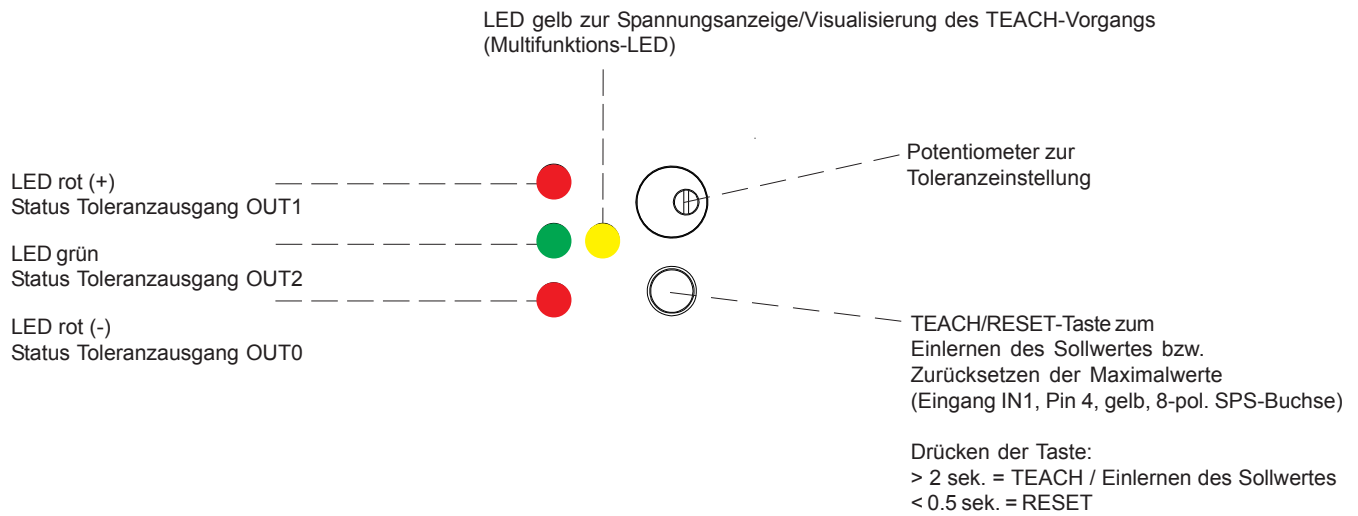 LED gelb zur Spannungsanzeige/Visualisierung des TEACH-Vorgangs
(Multifunktions-LED)
LED rot (+)
Status Toleranzausgang OUT1
LED grün
Status Toleranzausgang OUT2
LED rot (-)
Status Toleranzausgang OUT0
Potentiometer zur
Toleranzeinstellung
TEACH/RESET-Taste zum
Einlernen des Sollwertes bzw.
Zurücksetzen der Maximalwerte
(Eingang IN1, Pin 4, gelb, 8-pol. SPS-Buchse)
Drücken der Taste:
> 2 sek. = TEACH / Einlernen des Sollwertes
< 0.5 sek. = RESET